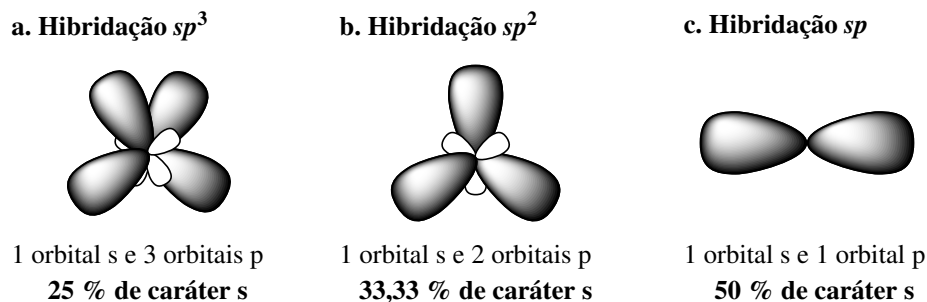 a. Hibridação sp³
b. Hibridação sp²
c. Hibridação sp
1 orbital s e 3 orbitais p
25 % de caráter s
1 orbital s e 2 orbitais p
33,33 % de caráter s
1 orbital s e 1 orbital p
50 % de caráter s